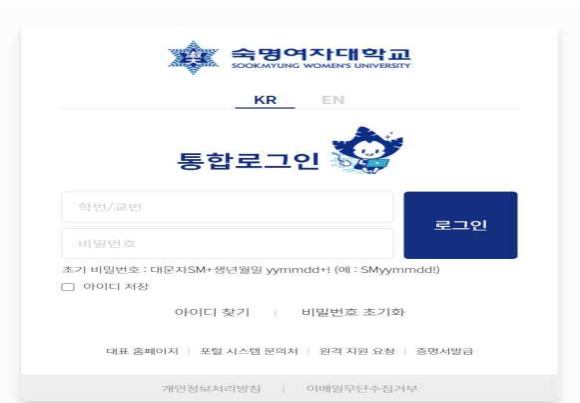 숙명여자대학교
SOOKMYUNG WOMEN'S UNIVERSITY
KR EN
통합로그인
학번/교번
로그인
비밀번호
초기 비밀번호 : 대문자SM+생년월일 yymmdd+! (예 : SMyymmdd!)
아이디 저장
아이디 찾기 | 비밀번호 초기화
대표 홈페이지 | 포털 시스템 문의처 | 원격 지원 요청 | 증명서발급
개인정보처리방침 | 이메일무단수집거부